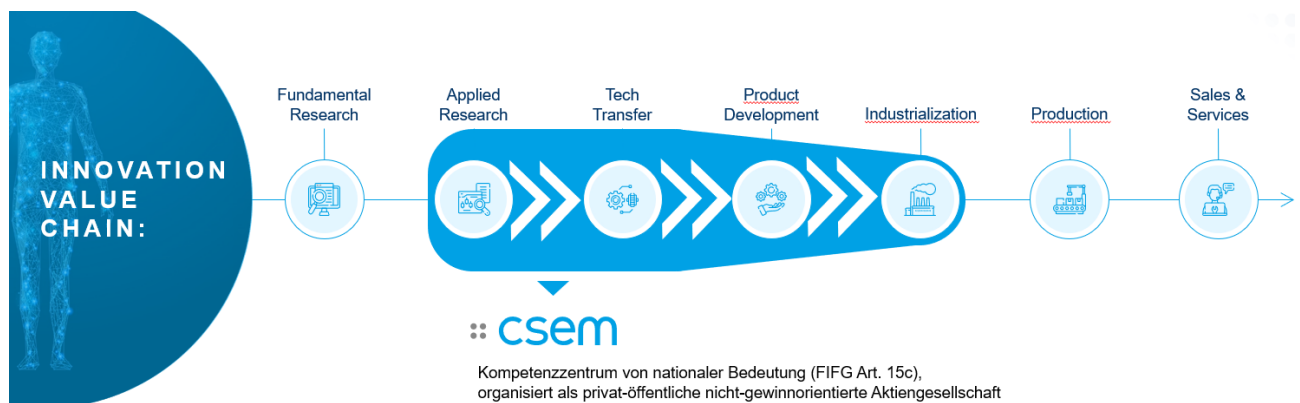 INNOVATION
VALUE
CHAIN:
Fundamental
Research
Applied
Research
Tech
Transfer
Product
Development
Industrialization
Production
Sales &
Services
csem
Kompetenzzentrum von nationaler Bedeutung (FIFG Art. 15c),
organisiert als privat-öffentliche nicht-gewinnorientierte Aktiengesellschaft